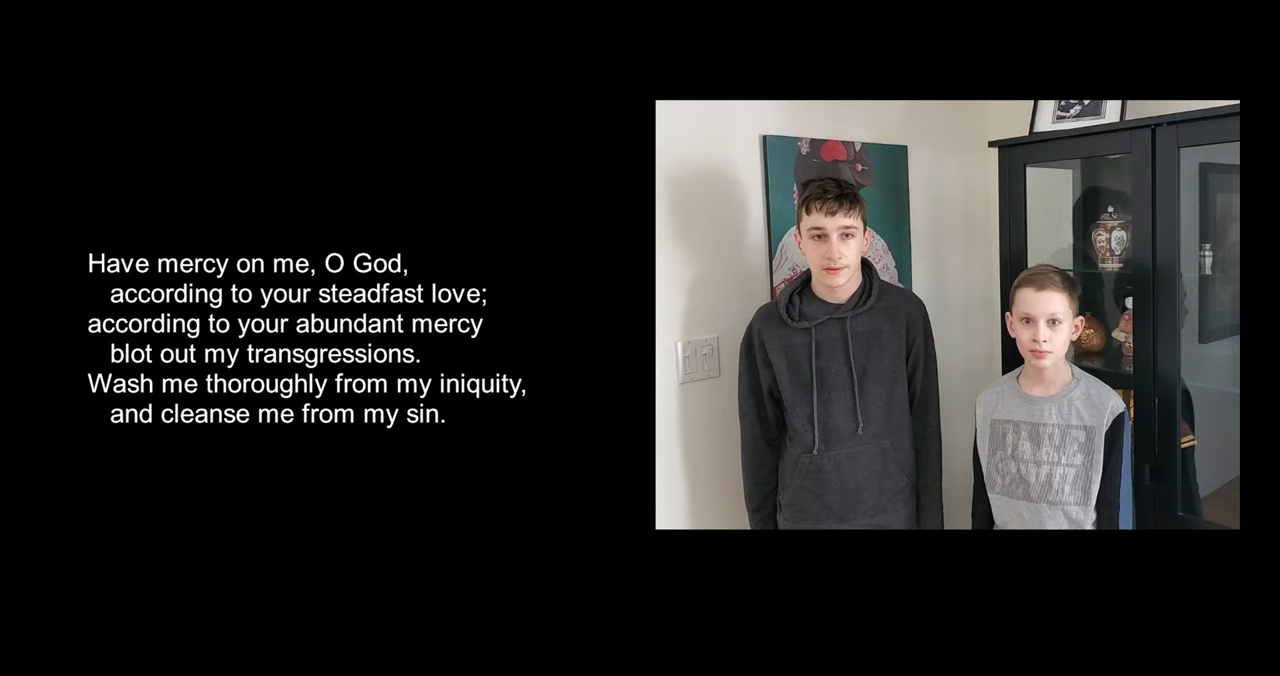 Have mercy on me, O God,
according to your steadfast love;
according to your abundant mercy
blot out my transgressions.
Wash me thoroughly from my iniquity,
and cleanse me from my sin.